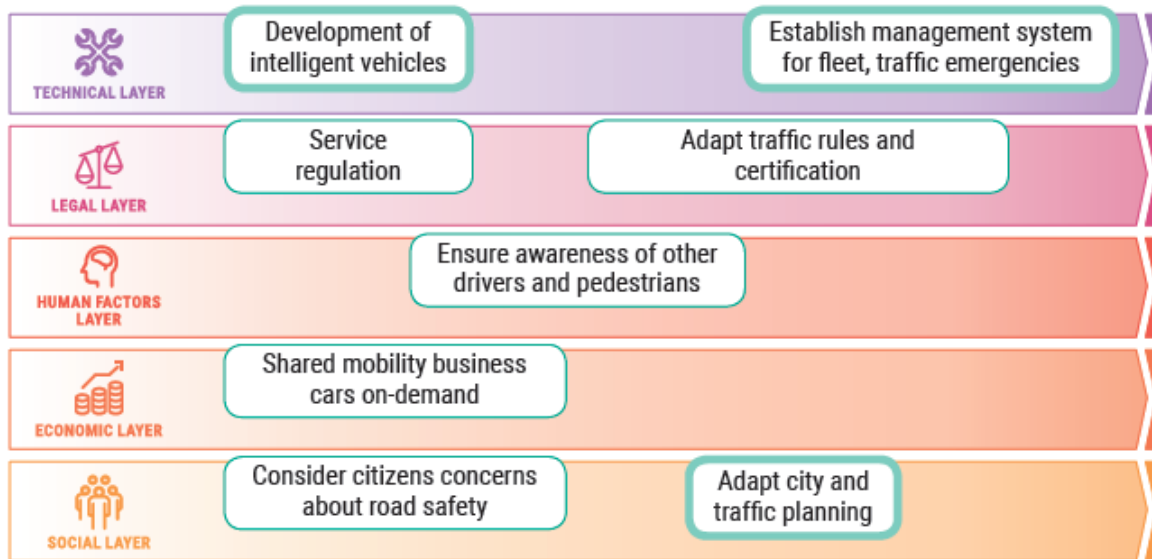 Development of
intelligent vehicles
Establish management system
for fleet, traffic emergencies
TECHNICAL LAYER
Service
regulation
Adapt traffic rules and
certification
LEGAL LAYER
Ensure awareness of other
drivers and pedestrians
HUMAN FACTORS
LAYER
Shared mobility business
cars on-demand
ECONOMIC LAYER
Consider citizens concerns
about road safety
Adapt city and
traffic planning
SOCIAL LAYER